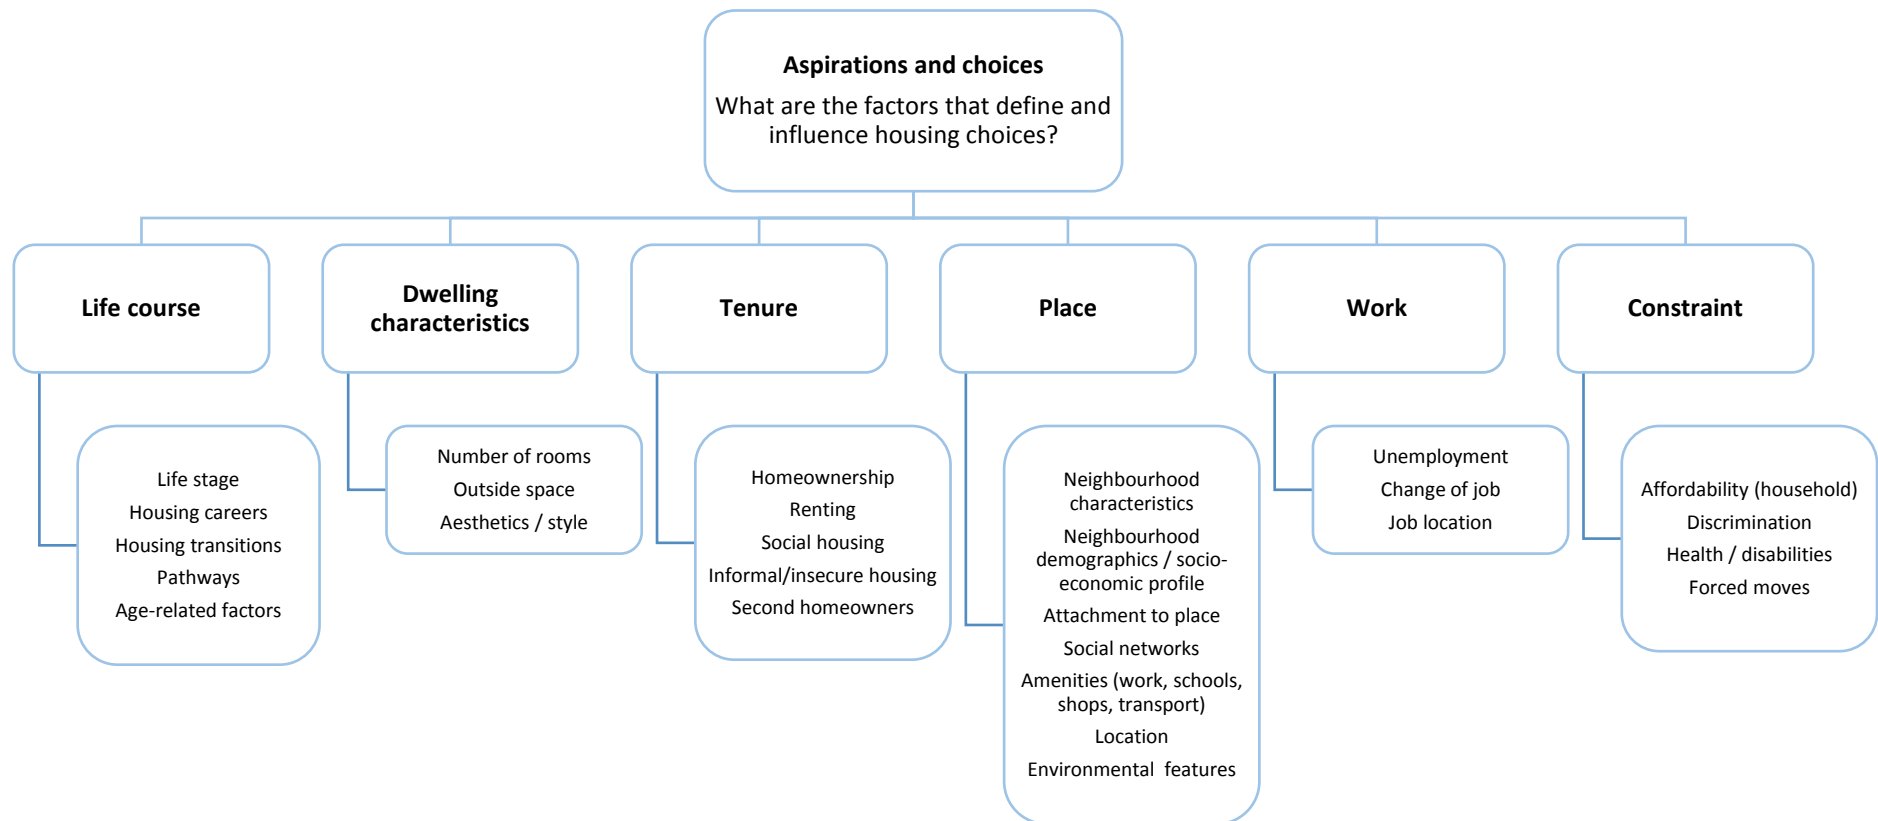 Aspirations and choices
What are the factors that define and
influence housing choices?
Life course
Dwelling
characteristics
Tenure
Place
Work
Constraint
Life stage
Housing careers
Housing transitions
Pathways
Age-related factors
Number of rooms
Outside space
Aesthetics / style
Homeownership
Renting
Social housing
Informal/insecure housing
Second homeowners
Neighbourhood
characteristics
Neighbourhood
demographics / socio-
economic profile
Attachment to place
Social networks
Amenities (work, schools,
shops, transport)
Location
Environmental  features
Unemployment
Change of job
Job location
Affordability (household)
Discrimination
Health / disabilities
Forced moves